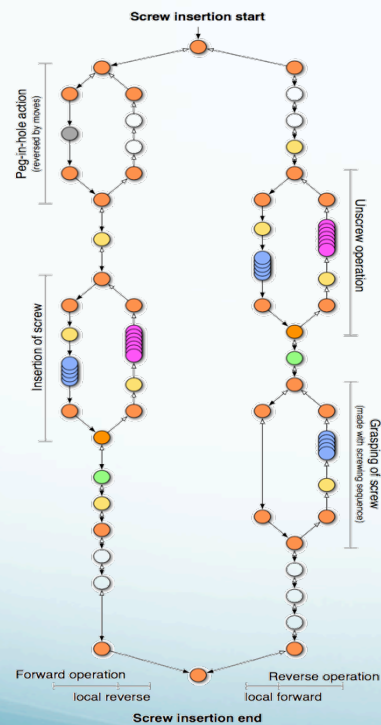 Screw insertion start
Peg-in-hole action
(reversed by moves)
Unscrew operation
Insertion of screw
Grasping of screw
(made with screwing sequence)
Forward operation
Reverse operation
local reverse
local forward
Screw insertion end